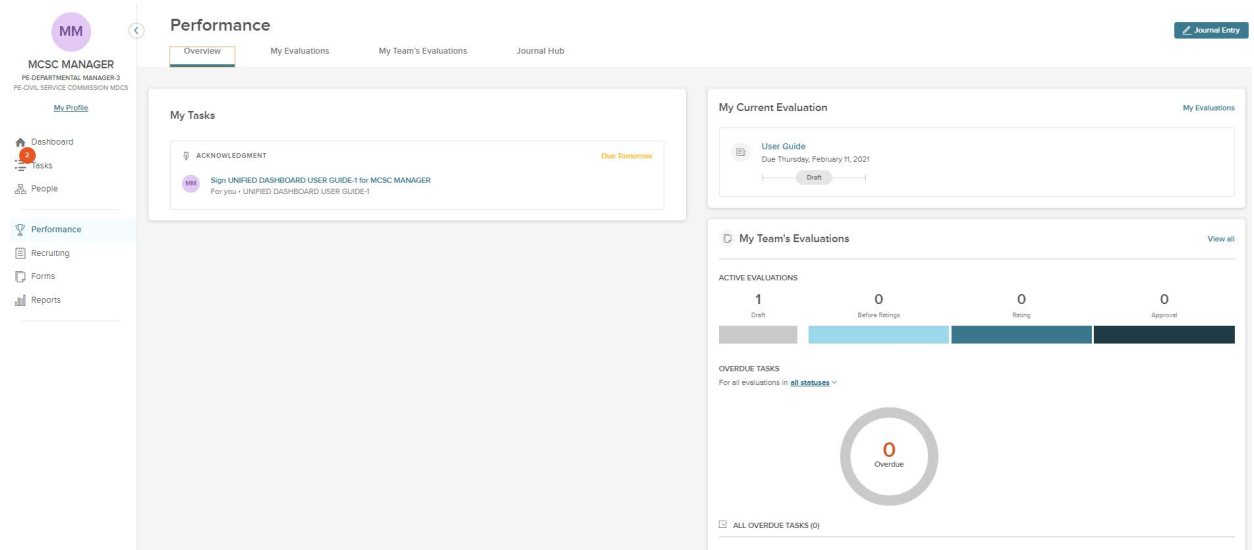 MM
MCSC MANAGER
PE-DEPARTMENTAL MANAGER-3
PE-CIVIL SERVICE COMMISSION MDCS
My Profile
Dashboard
2
Tasks
People
Performance
Recruiting
Forms
Reports
Performance
Journal Entry
Overview
My Evaluations
My Team's Evaluations
Journal Hub
My Tasks
ACKNOWLEDGMENT
Due Tomorrow
MM
Sign UNIFIED DASHBOARD USER GUIDE-1 for MCSC MANAGER
For you • UNIFIED DASHBOARD USER GUIDE-1
My Current Evaluation
My Evaluations
User Guide
Due Thursday, February 11, 2021
Draft
My Team's Evaluations
View all
ACTIVE EVALUATIONS
1
Draft
0
Before Ratings
0
Rating
0
Approval
OVERDUE TASKS
For all evaluations in all statuses
0
Overdue
ALL OVERDUE TASKS (0)